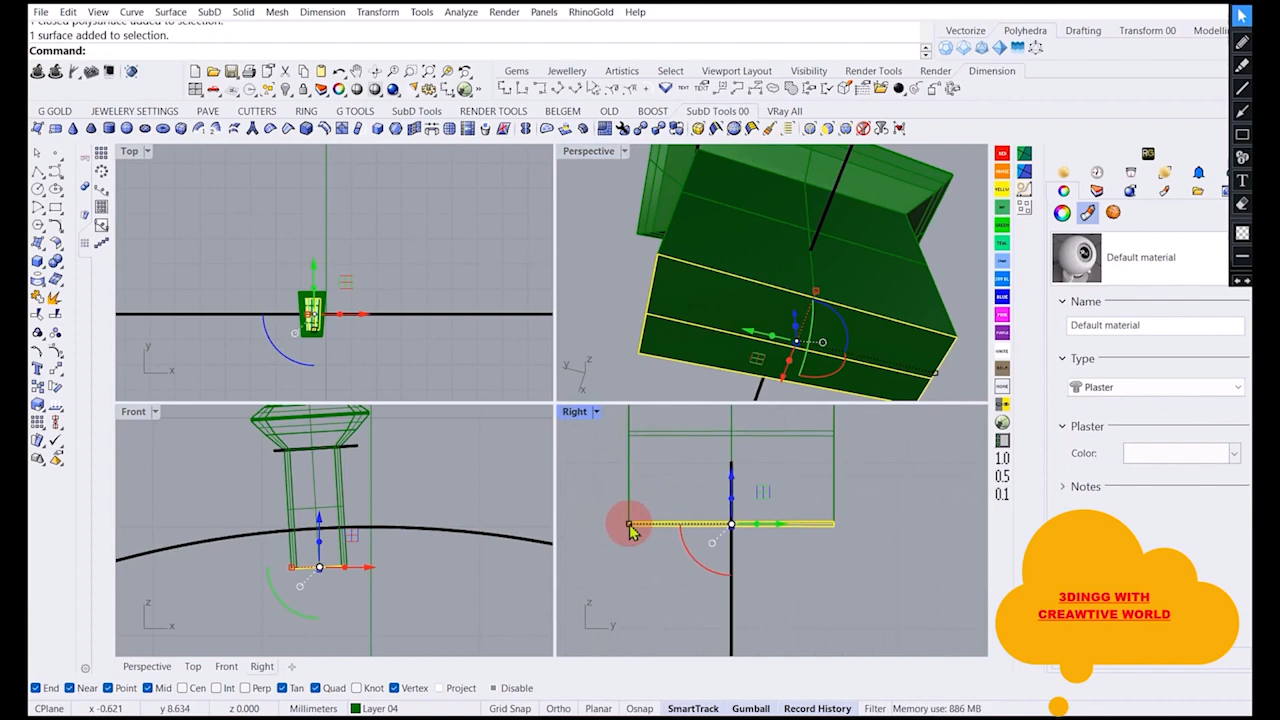 File Edit View Curve Surface SubD Solid Mesh Dimension Transform Tools Analyze Render Panels RhinoGold Help
1 surface added to selection.
Command:
Vectorize Polyhedra Drafting Transform 00
Gems Jewellery Artistics Select Viewport Layout Visibility Render Tools Render Dimension
G GOLD JEWELERY SETTINGS PAVE CUTTERS RING G TOOLS SubD Tools RENDER TOOLS GEM OLD BOOST SubD Tools 00 VRay All
Top
y
x
Perspective
y z
x
Front
z
x
Right
z
y
RED
TEAL
BLUE
1.0
0.5
0.1
RG
T
Default material
Name
Default material
Type
Plaster
Plaster
Color:
Notes
3DINGG WITH
CREAWTIVE WORLD
Perspective Top Front Right
End Near Point Mid Cen Int Perp Tan Quad Knot Vertex Project Disable
CPlane x -0.621 y 8.634 z 0.000 Millimeters Layer 04 Grid Snap Ortho Planar Osnap SmartTrack Gumball Record History Filter Memory use: 886 MB